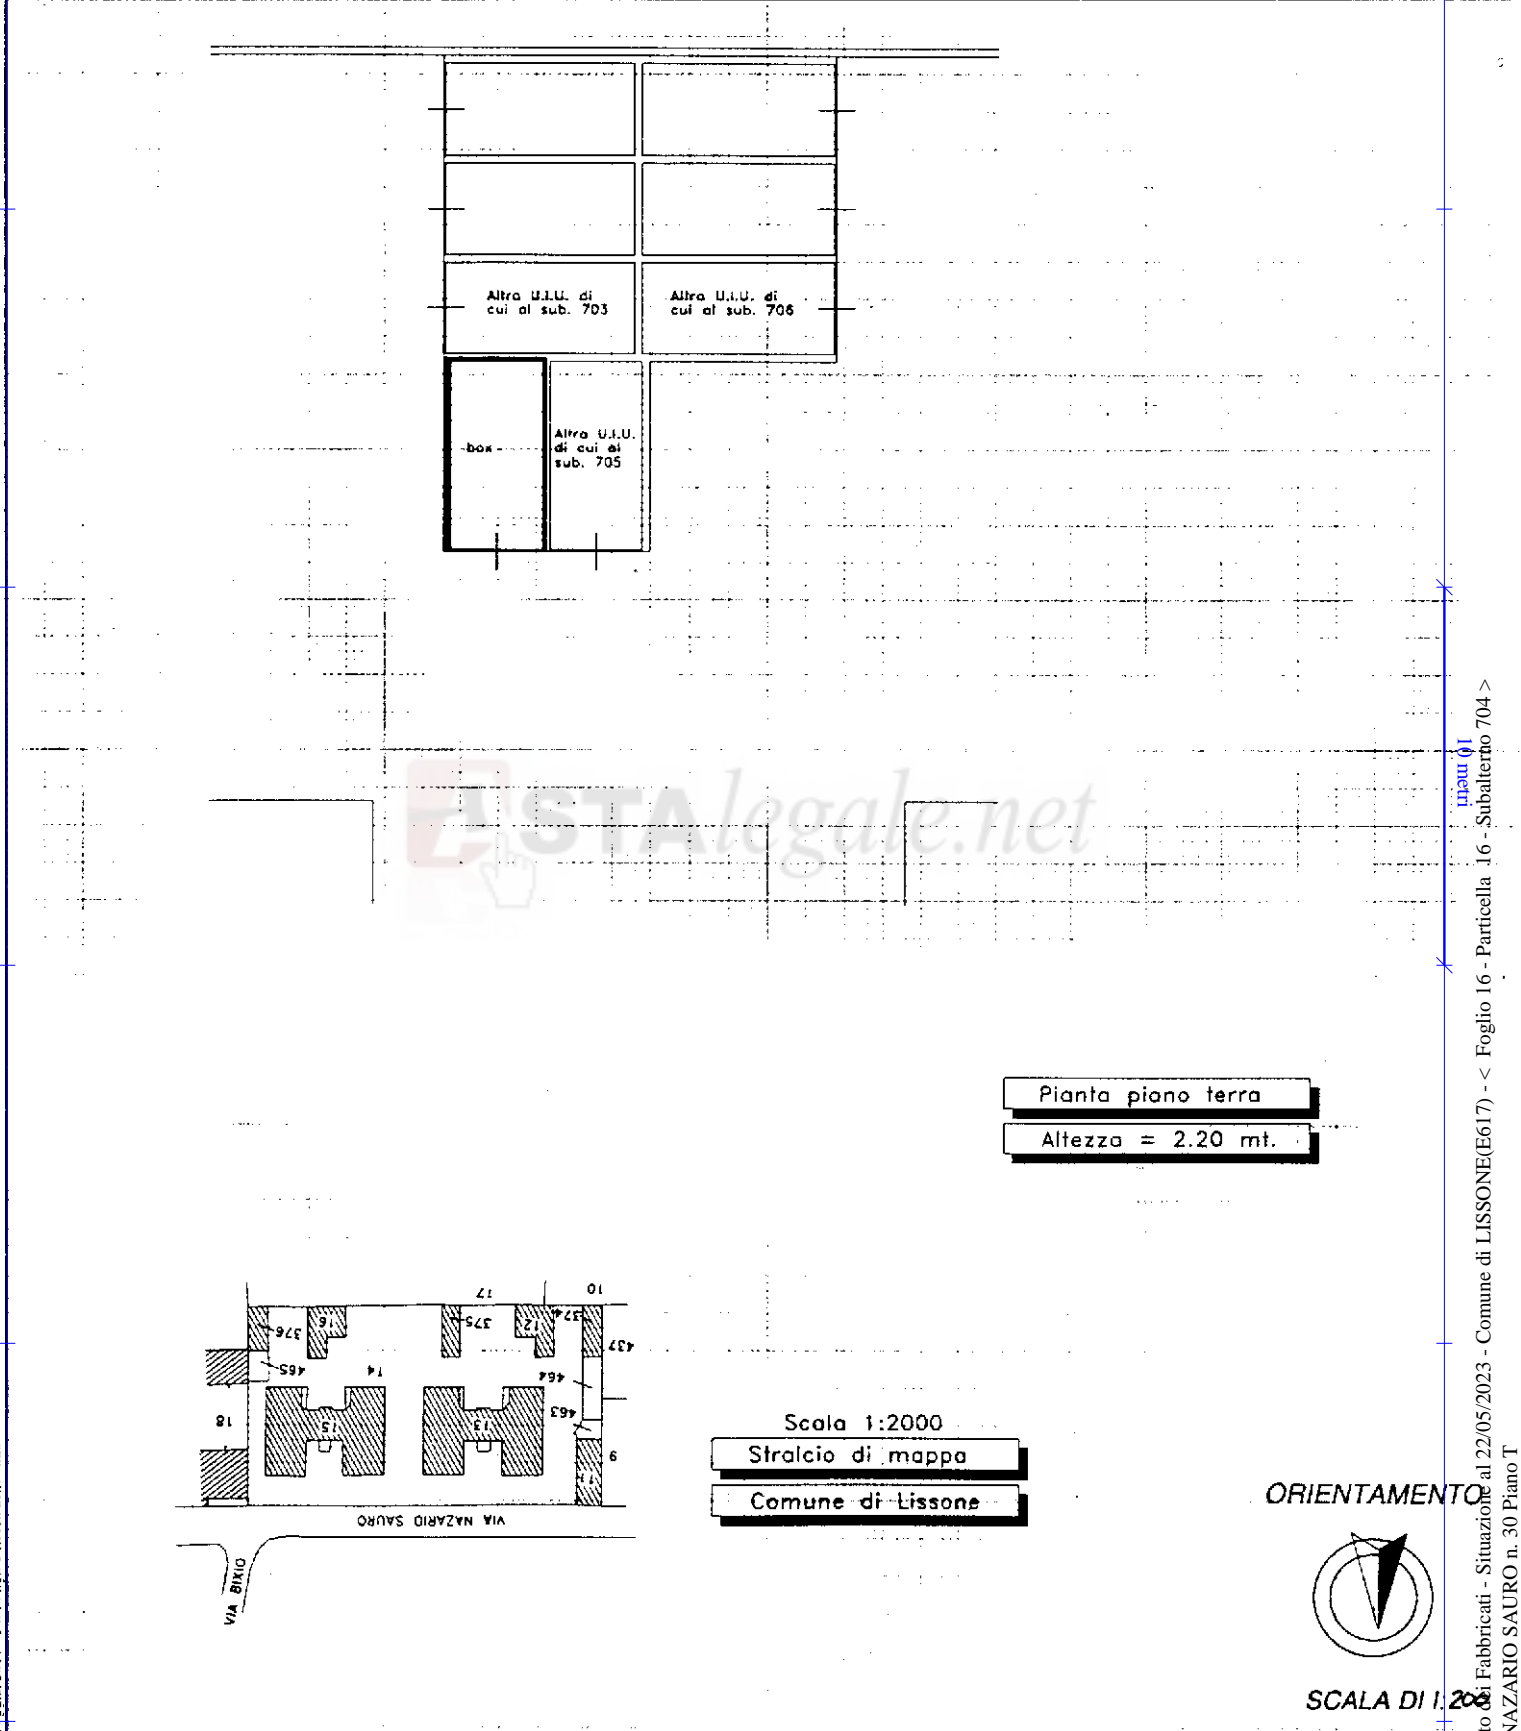 Altra U.I.U. di
cui al sub. 703
Altra U.I.U. di
cui al sub. 706
box
Altra U.I.U.
di cui al
sub. 705
ASTAlegale.net
10 metri
Pianta piano terra
Altezza = 2.20 mt.
17
10
376
16
375
12
374
437
465
14
464
18
15
13
463
9
11
VIA NAZARIO SAURO
VIA BIXIO
Scala 1:2000
Stralcio di mappa
Comune di Lissone
ORIENTAMENTO
SCALA DI 1:200
to dei Fabbricati - Situazione al 22/05/2023 - Comune di LISSONE(E617) - < Foglio 16 - Particella 16 - Subalterno 704 >
NAZARIO SAURO n. 30 Piano T